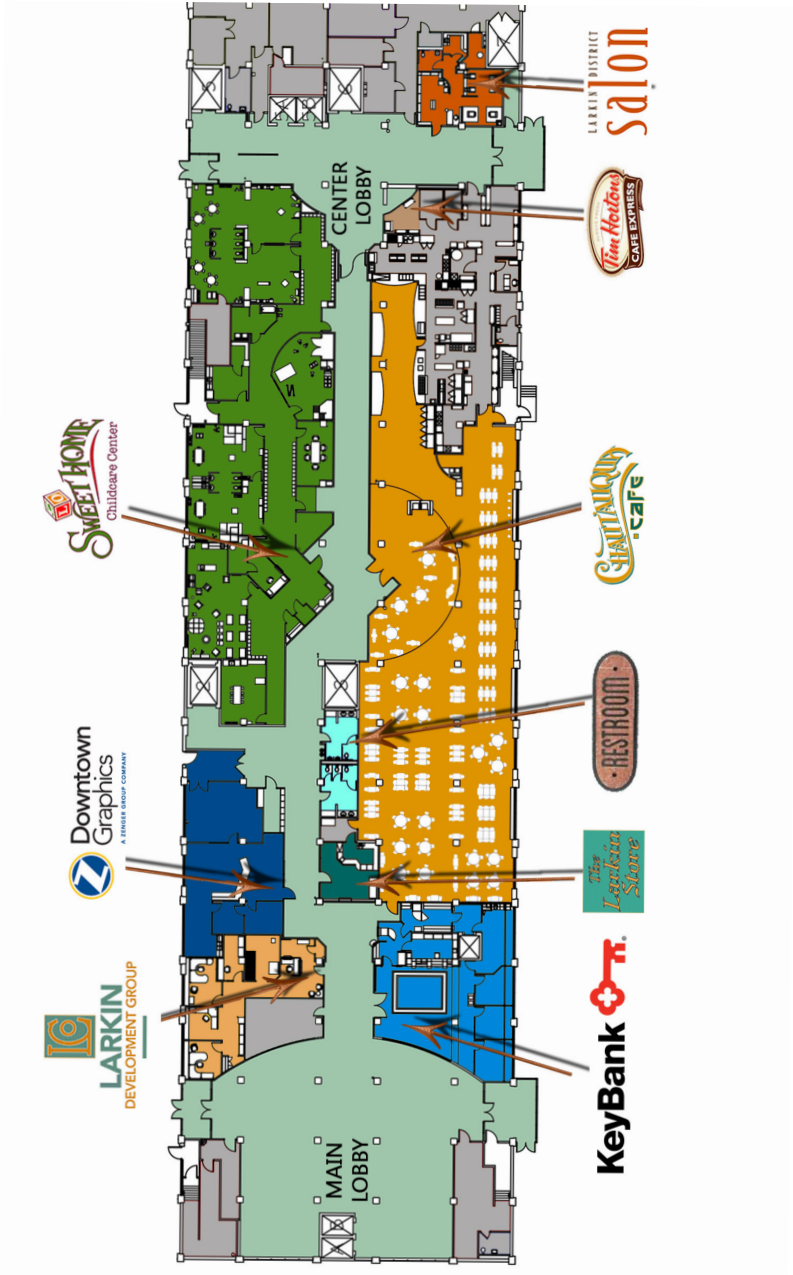 LARKIN DISTRICT
salon
Tim Hortons
CAFE EXPRESS
CENTER
LOBBY
SWEET HOME
Childcare Center
CHAUTAUQUA
·CAFE·
·RESTROOM·
Downtown
Graphics
A ZENGER GROUP COMPANY
Z
The
Larkin
Store
LARKIN
DEVELOPMENT GROUP
KeyBank
MAIN
LOBBY